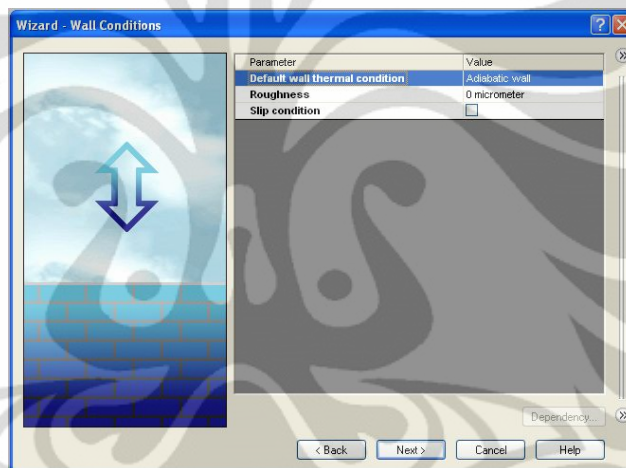 Wizard - Wall Conditions
Parameter Value
Default wall thermal condition Adiabatic wall
Roughness 0 micrometer
Slip condition
Dependency...
< Back Next > Cancel Help